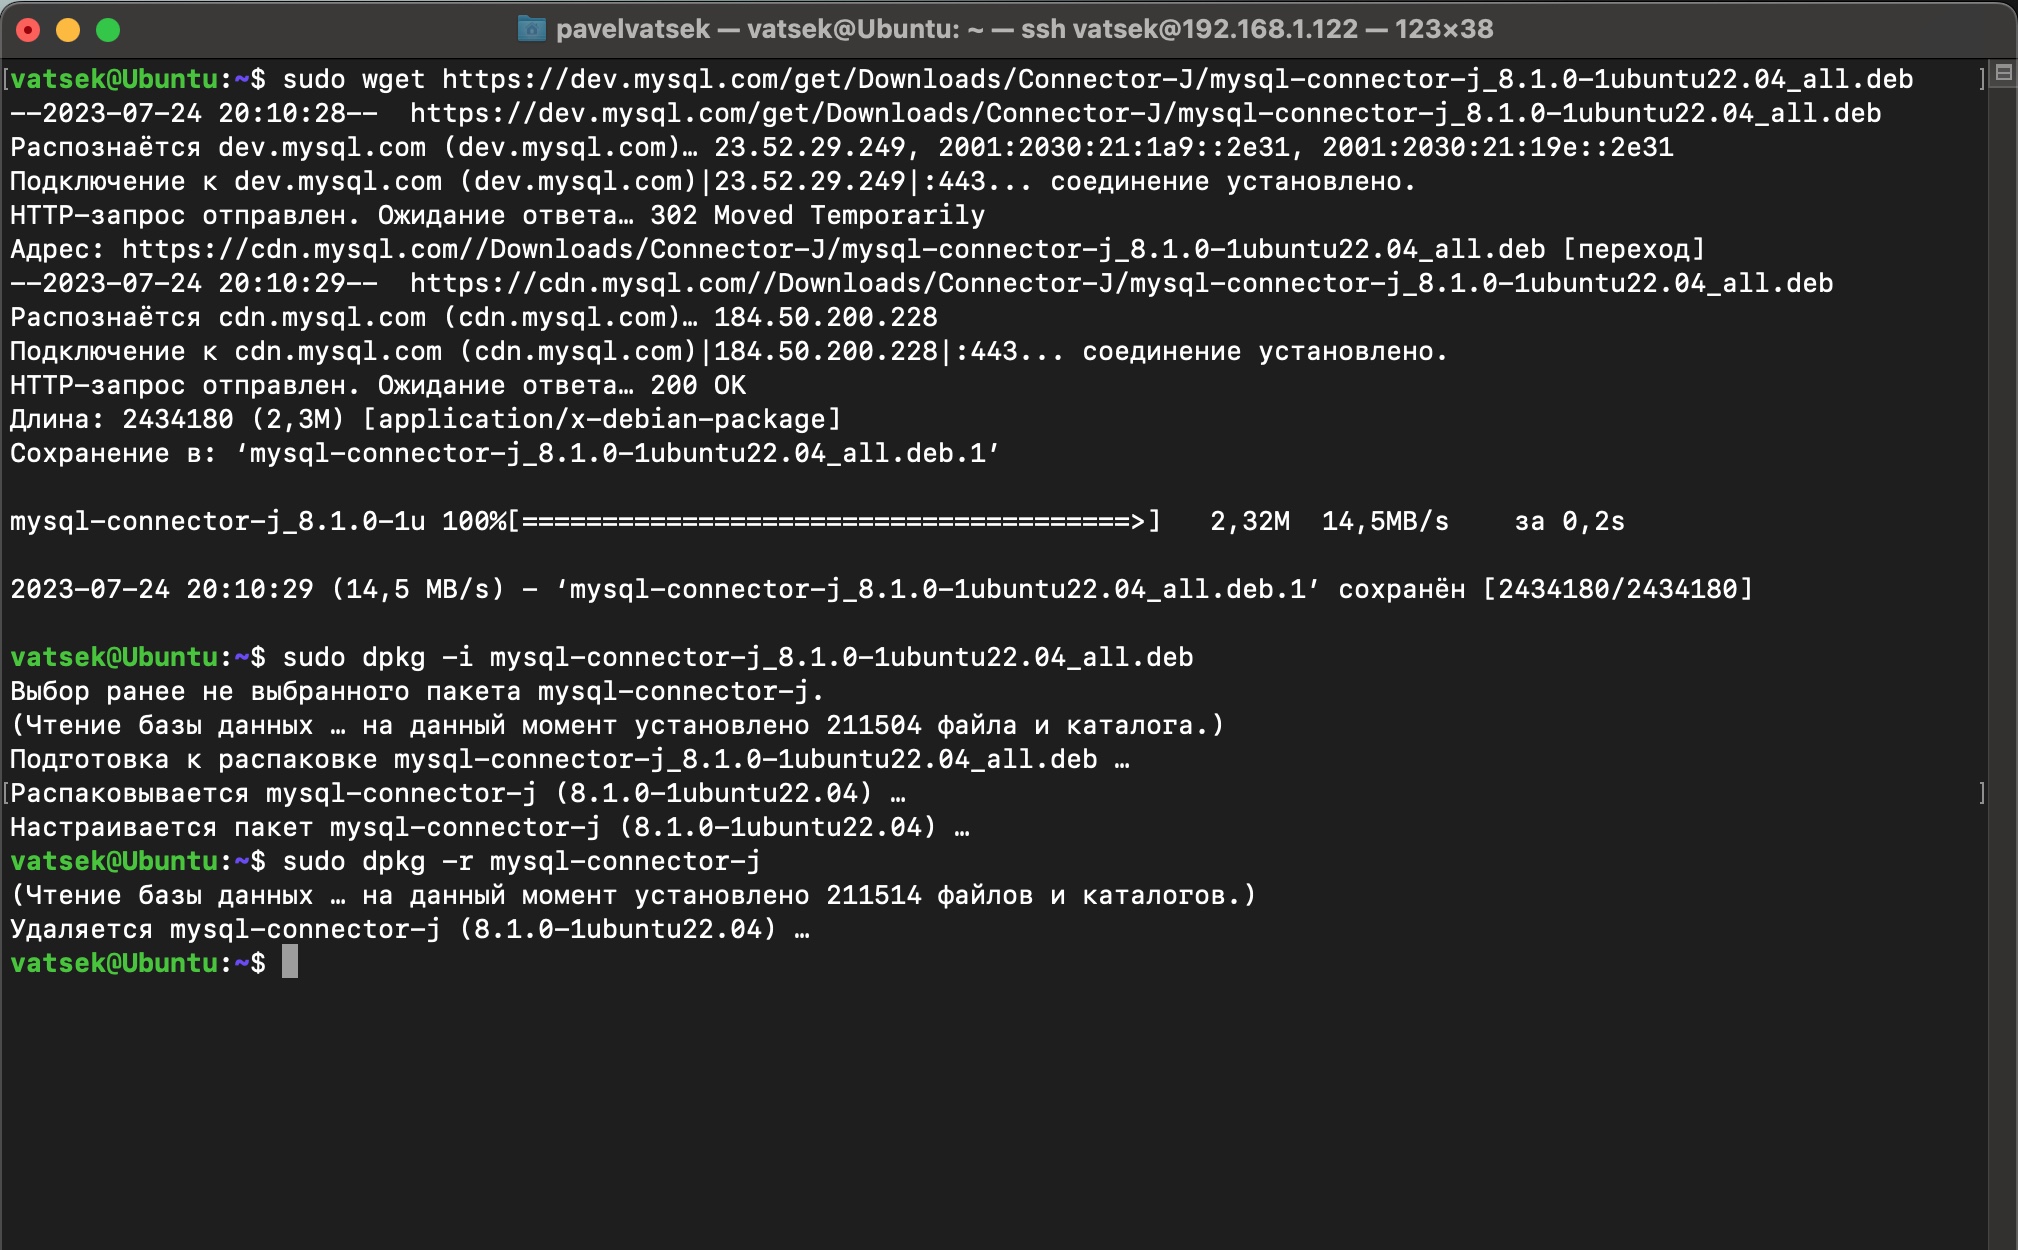 pavelvatsek — vatsek@Ubuntu: ~ — ssh vatsek@192.168.1.122 — 123×38
[vatsek@Ubuntu:~$ sudo wget https://dev.mysql.com/get/Downloads/Connector-J/mysql-connector-j_8.1.0-1ubuntu22.04_all.deb ]
--2023-07-24 20:10:28--  https://dev.mysql.com/get/Downloads/Connector-J/mysql-connector-j_8.1.0-1ubuntu22.04_all.deb
Распознаётся dev.mysql.com (dev.mysql.com)… 23.52.29.249, 2001:2030:21:1a9::2e31, 2001:2030:21:19e::2e31
Подключение к dev.mysql.com (dev.mysql.com)|23.52.29.249|:443... соединение установлено.
HTTP-запрос отправлен. Ожидание ответа… 302 Moved Temporarily
Адрес: https://cdn.mysql.com//Downloads/Connector-J/mysql-connector-j_8.1.0-1ubuntu22.04_all.deb [переход]
--2023-07-24 20:10:29--  https://cdn.mysql.com//Downloads/Connector-J/mysql-connector-j_8.1.0-1ubuntu22.04_all.deb
Распознаётся cdn.mysql.com (cdn.mysql.com)… 184.50.200.228
Подключение к cdn.mysql.com (cdn.mysql.com)|184.50.200.228|:443... соединение установлено.
HTTP-запрос отправлен. Ожидание ответа… 200 OK
Длина: 2434180 (2,3M) [application/x-debian-package]
Сохранение в: ‘mysql-connector-j_8.1.0-1ubuntu22.04_all.deb.1’
mysql-connector-j_8.1.0-1u 100%[======================================>]   2,32M  14,5MB/s    за 0,2s
2023-07-24 20:10:29 (14,5 MB/s) - ‘mysql-connector-j_8.1.0-1ubuntu22.04_all.deb.1’ сохранён [2434180/2434180]
vatsek@Ubuntu:~$ sudo dpkg -i mysql-connector-j_8.1.0-1ubuntu22.04_all.deb
Выбор ранее не выбранного пакета mysql-connector-j.
(Чтение базы данных … на данный момент установлено 211504 файла и каталога.)
Подготовка к распаковке mysql-connector-j_8.1.0-1ubuntu22.04_all.deb …
[Распаковывается mysql-connector-j (8.1.0-1ubuntu22.04) … ]
Настраивается пакет mysql-connector-j (8.1.0-1ubuntu22.04) …
vatsek@Ubuntu:~$ sudo dpkg -r mysql-connector-j
(Чтение базы данных … на данный момент установлено 211514 файлов и каталогов.)
Удаляется mysql-connector-j (8.1.0-1ubuntu22.04) …
vatsek@Ubuntu:~$